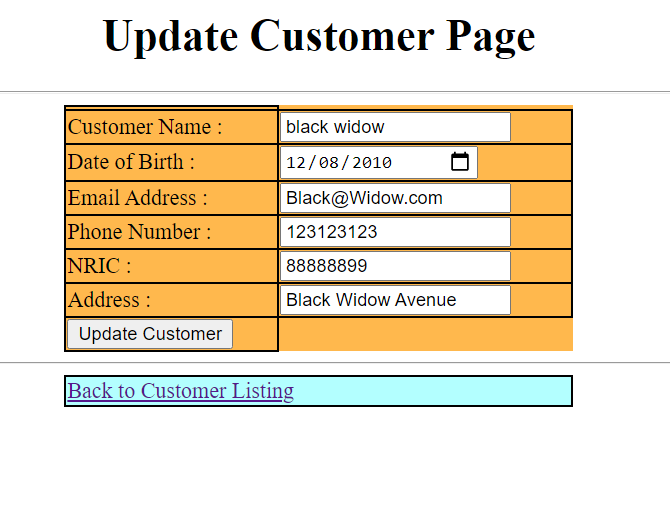 Update Customer Page
Customer Name : black widow
Date of Birth : 12/08/2010
Email Address : Black@Widow.com
Phone Number : 123123123
NRIC : 88888899
Address : Black Widow Avenue
Update Customer
Back to Customer Listing